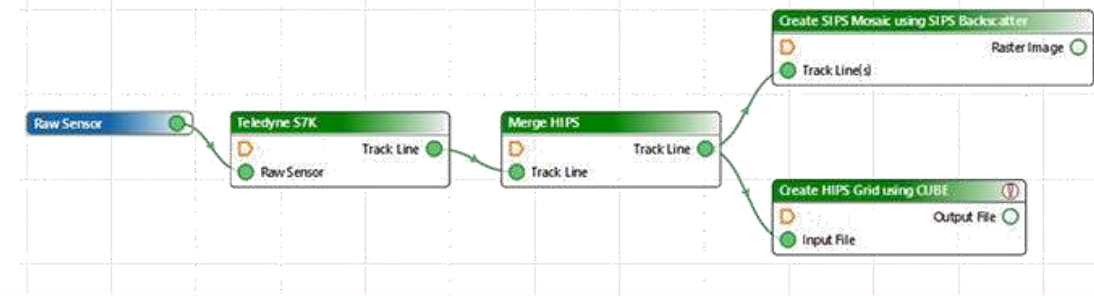 Create SIPS Mosaic using SIPS Backscatter
Raster Image
Track Line(s)
Raw Sensor
Teledyne S7K
Track Line
Raw Sensor
Merge HIPS
Track Line
Track Line
Create HIPS Grid using CUBE
Output File
Input File